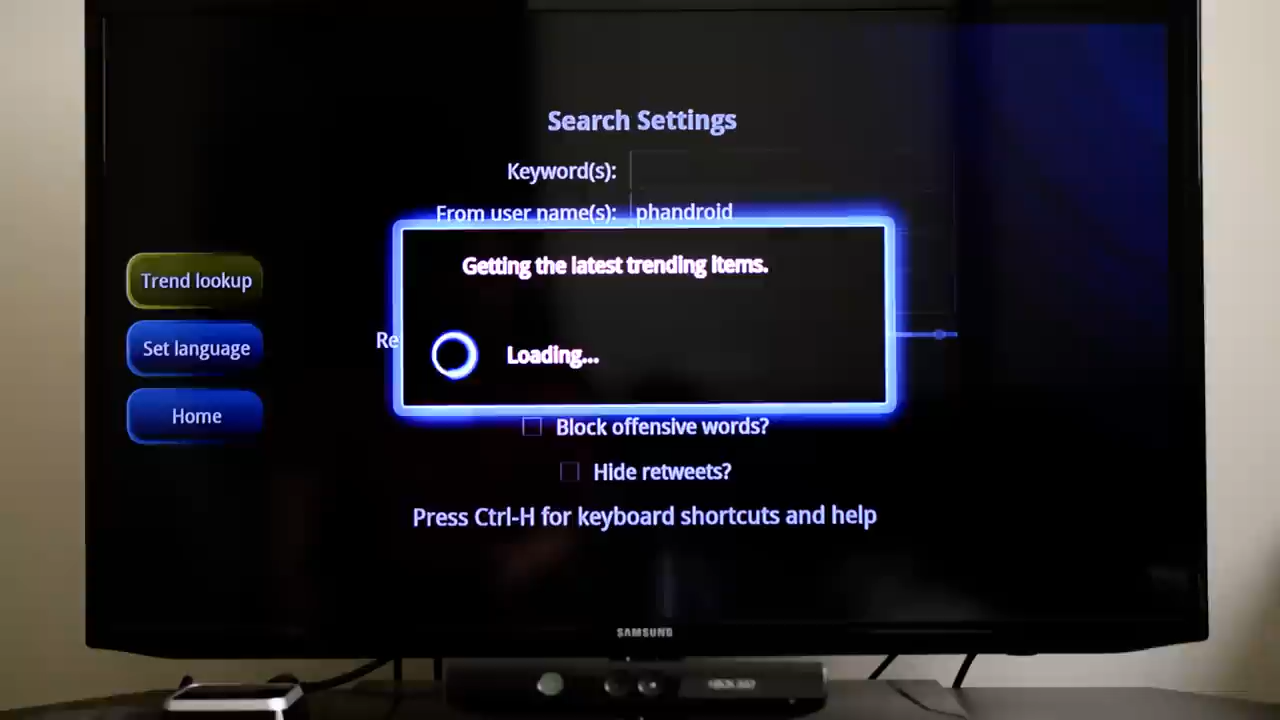 Search Settings
Keyword(s):
From user name(s): phandroid
Getting the latest trending items.
Trend lookup
Set language
Re
Loading...
Home
Block offensive words?
Hide retweets?
Press Ctrl-H for keyboard shortcuts and help
SAMSUNG